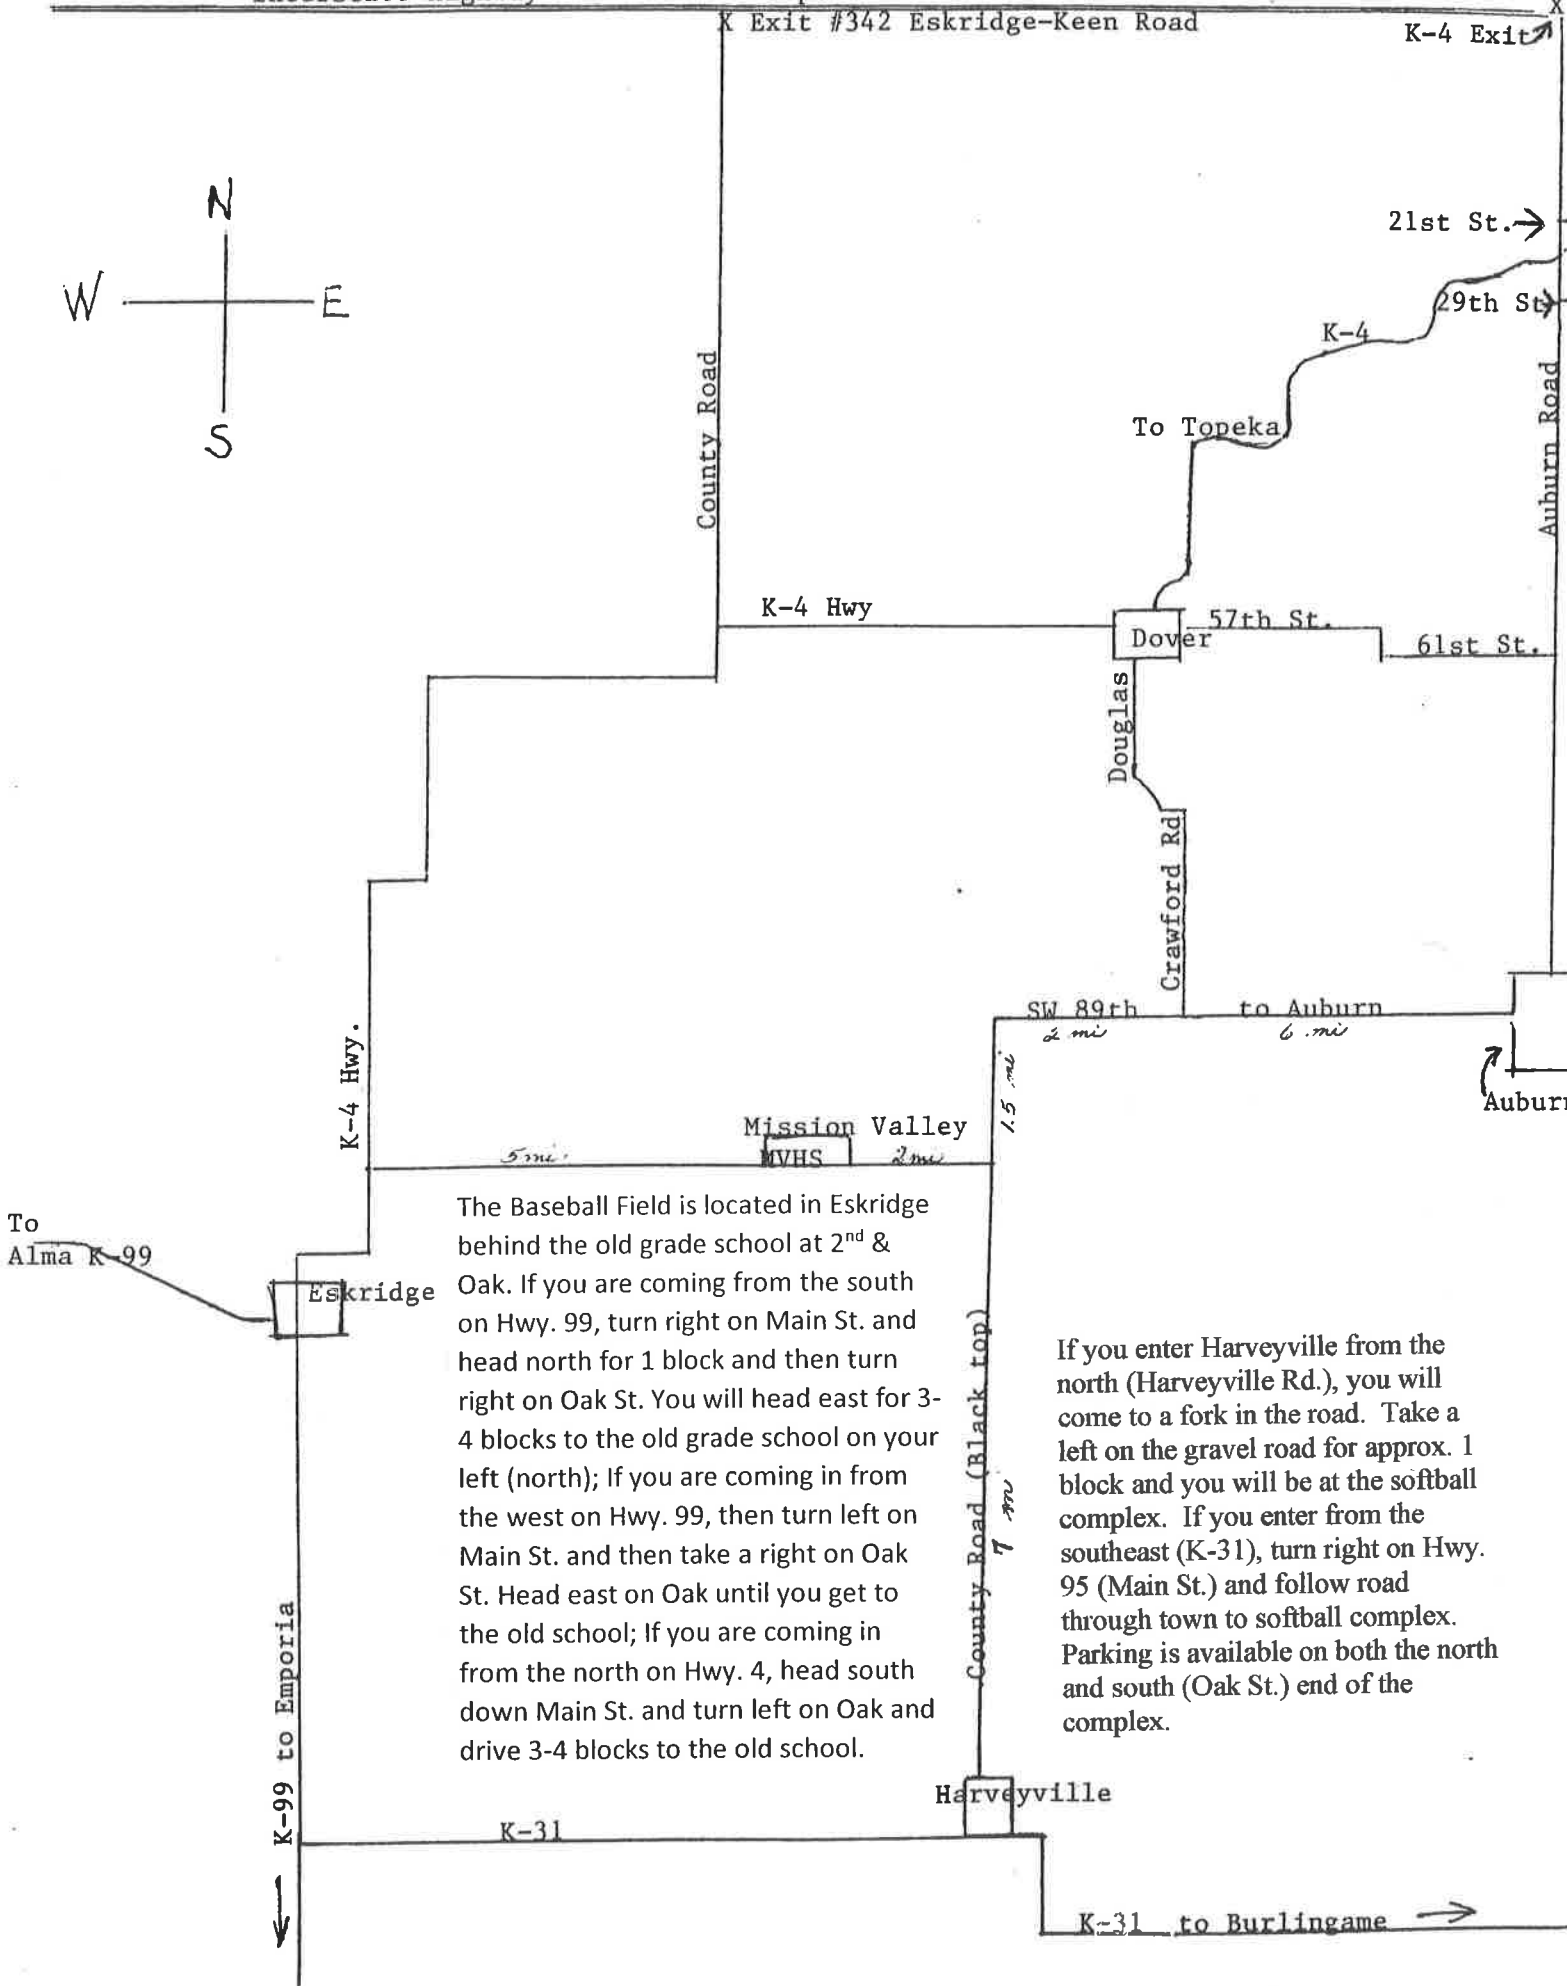 X Exit #342 Eskridge-Keen Road
K-4 Exit
X
N
W
E
S
21st St.
29th St
K-4
To Topeka
County Road
Auburn Road
K-4 Hwy
Dover
57th St.
61st St.
Douglas
Crawford Rd
SW 89th
to Auburn
2 mi
6 mi
1.5 mi
K-4 Hwy.
Auburn
Mission Valley
MVHS
5 mi.
2 mi
To
Alma K-99
Eskridge
The Baseball Field is located in Eskridge
behind the old grade school at 2nd &
Oak. If you are coming from the south
on Hwy. 99, turn right on Main St. and
head north for 1 block and then turn
right on Oak St. You will head east for 3-
4 blocks to the old grade school on your
left (north); If you are coming in from
the west on Hwy. 99, then turn left on
Main St. and then take a right on Oak
St. Head east on Oak until you get to
the old school; If you are coming in
from the north on Hwy. 4, head south
down Main St. and turn left on Oak and
drive 3-4 blocks to the old school.
County Road (Black top)
7 m
If you enter Harveyville from the
north (Harveyville Rd.), you will
come to a fork in the road. Take a
left on the gravel road for approx. 1
block and you will be at the softball
complex. If you enter from the
southeast (K-31), turn right on Hwy.
95 (Main St.) and follow road
through town to softball complex.
Parking is available on both the north
and south (Oak St.) end of the
complex.
K-99 to Emporia
Harveyville
K-31
K-31 to Burlingame